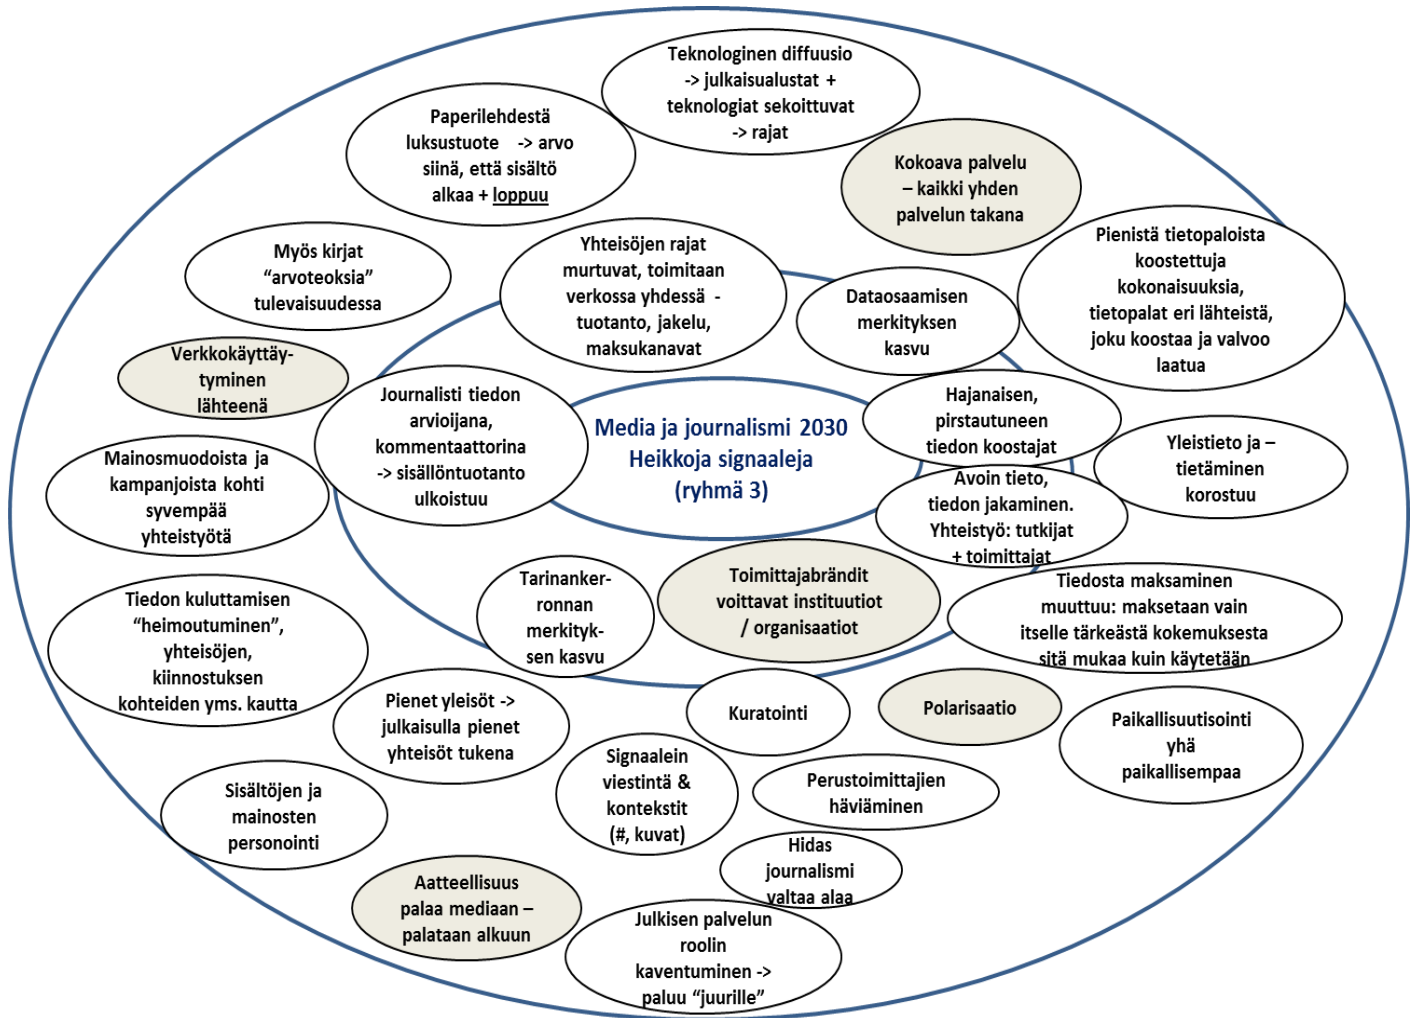 Teknologinen diffuusio
-> julkaisualustat +
teknologiat sekoittuvat
-> rajat
Paperilehdestä
luksustuote -> arvo
siinä, että sisältö
alkaa + loppuu
Kokoava palvelu
– kaikki yhden
palvelun takana
Myös kirjat
“arvoteoksia”
tulevaisuudessa
Yhteisöjen rajat
murtuvat, toimitaan
verkossa yhdessä -
tuotanto, jakelu,
maksukanavat
Dataosaamisen
merkityksen
kasvu
Pienistä tietopaloista
koostettuja
kokonaisuuksia,
tietopalat eri lähteistä,
joku koostaa ja valvoo
laatua
Verkkokäyttäy-
tyminen
lähteenä
Journalisti tiedon
arvioijana,
kommentaattorina
-> sisällöntuotanto
ulkoistuu
Media ja journalismi 2030
Heikkoja signaaleja
(ryhmä 3)
Hajanaisen,
pirstautuneen
tiedon koostajat
Yleistieto ja –
tietäminen
korostuu
Mainosmuodoista ja
kampanjoista kohti
syvempää
yhteistyötä
Avoin tieto,
tiedon jakaminen.
Yhteistyö: tutkijat
+ toimittajat
Tarinanker-
ronnan
merkityk-
sen kasvu
Toimittajabrändit
voittavat instituutiot
/ organisaatiot
Tiedosta maksaminen
muuttuu: maksetaan vain
itselle tärkeästä kokemuksesta
sitä mukaa kuin käytetään
Tiedon kuluttamisen
“heimoutuminen”,
yhteisöjen,
kiinnostuksen
kohteiden yms. kautta
Pienet yleisöt ->
julkaisulla pienet
yhteisöt tukena
Kuratointi
Polarisaatio
Paikallisuutisointi
yhä
paikallisempaa
Signaalein
viestintä &
kontekstit
(#, kuvat)
Perustoimittajien
häviäminen
Sisältöjen ja
mainosten
personointi
Hidas
journalismi
valtaa alaa
Aatteellisuus
palaa mediaan –
palataan alkuun
Julkisen palvelun
roolin
kaventuminen ->
paluu “juurille”